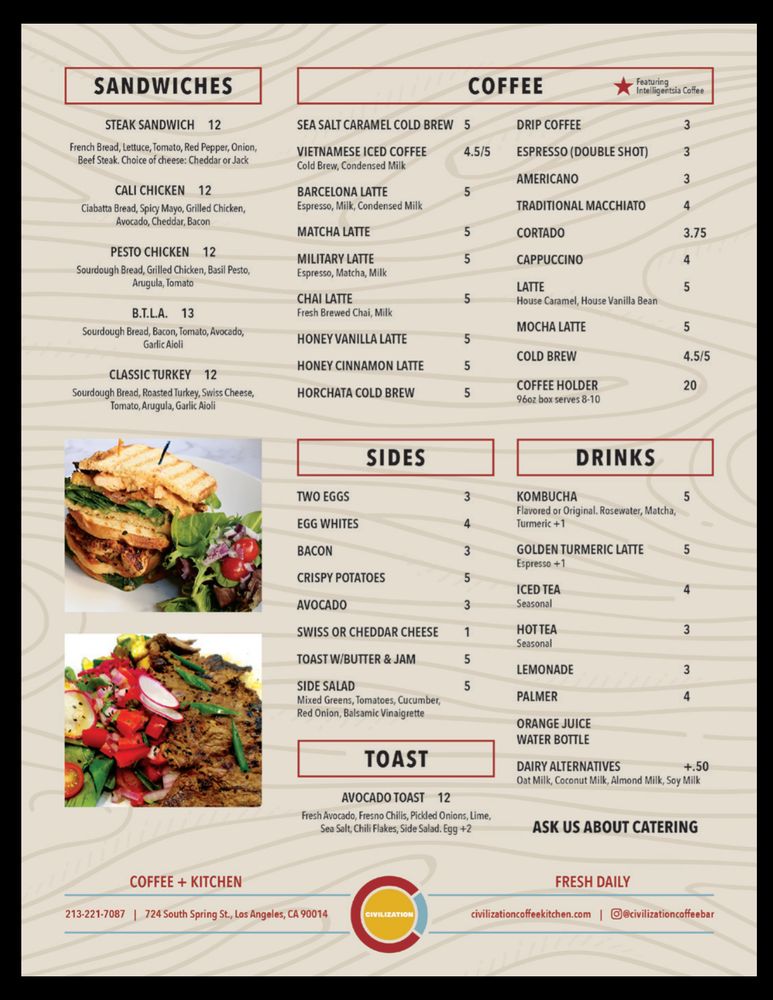 SANDWICHES
STEAK SANDWICH 12
French Bread, Lettuce, Tomato, Red Pepper, Onion,
Beef Steak. Choice of cheese: Cheddar or Jack
CALI CHICKEN 12
Ciabatta Bread, Spicy Mayo, Grilled Chicken,
Avocado, Cheddar, Bacon
PESTO CHICKEN 12
Sourdough Bread, Grilled Chicken, Basil Pesto,
Arugula, Tomato
B.T.L.A. 13
Sourdough Bread, Bacon, Tomato, Avocado,
Garlic Aioli
CLASSIC TURKEY 12
Sourdough Bread, Roasted Turkey, Swiss Cheese,
Tomato, Arugula, Garlic Aioli
COFFEE
Featuring
Intelligentsia Coffee
SEA SALT CARAMEL COLD BREW 5
VIETNAMESE ICED COFFEE 4.5/5
Cold Brew, Condensed Milk
BARCELONA LATTE 5
Espresso, Milk, Condensed Milk
MATCHA LATTE 5
MILITARY LATTE 5
Espresso, Matcha, Milk
CHAI LATTE 5
Fresh Brewed Chai, Milk
HONEY VANILLA LATTE 5
HONEY CINNAMON LATTE 5
HORCHATA COLD BREW 5
DRIP COFFEE 3
ESPRESSO (DOUBLE SHOT) 3
AMERICANO 3
TRADITIONAL MACCHIATO 4
CORTADO 3.75
CAPPUCCINO 4
LATTE 5
House Caramel, House Vanilla Bean
MOCHA LATTE 5
COLD BREW 4.5/5
COFFEE HOLDER 20
96oz box serves 8-10
SIDES
TWO EGGS 3
EGG WHITES 4
BACON 3
CRISPY POTATOES 5
AVOCADO 3
SWISS OR CHEDDAR CHEESE 1
TOAST W/BUTTER & JAM 5
SIDE SALAD 5
Mixed Greens, Tomatoes, Cucumber,
Red Onion, Balsamic Vinaigrette
TOAST
AVOCADO TOAST 12
Fresh Avocado, Fresno Chilis, Pickled Onions, Lime,
Sea Salt, Chili Flakes, Side Salad. Egg +2
DRINKS
KOMBUCHA 5
Flavored or Original. Rosewater, Matcha,
Turmeric +1
GOLDEN TURMERIC LATTE 5
Espresso +1
ICED TEA 4
Seasonal
HOT TEA 3
Seasonal
LEMONADE 3
PALMER 4
ORANGE JUICE
WATER BOTTLE
DAIRY ALTERNATIVES +.50
Oat Milk, Coconut Milk, Almond Milk, Soy Milk
ASK US ABOUT CATERING
COFFEE + KITCHEN
213-221-7087 | 724 South Spring St., Los Angeles, CA 90014
CIVILIZATION
FRESH DAILY
civilizationcoffeekitchen.com | @civilizationcoffeebar